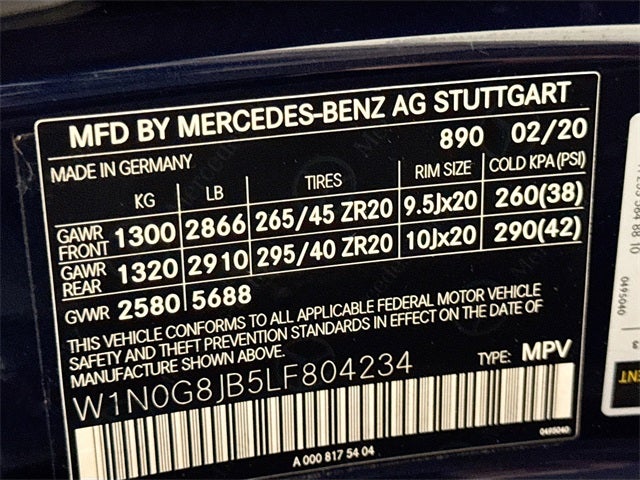 MFD BY MERCEDES-BENZ AG STUTTGART
890 02/20
MADE IN GERMANY
KG LB TIRES RIM SIZE COLD KPA(PSI)
GAWR FRONT 1300 2866 265/45 ZR20 9.5Jx20 260(38)
GAWR REAR 1320 2910 295/40 ZR20 10Jx20 290(42)
GVWR 2580 5688
THIS VEHICLE CONFORMS TO ALL APPLICABLE FEDERAL MOTOR VEHICLE
SAFETY AND THEFT PREVENTION STANDARDS IN EFFECT ON THE DATE OF
MANUFACTURE SHOWN ABOVE.
W1N0G8JB5LF804234 TYPE: MPV
A 000 817 54 04
0495040
0495040